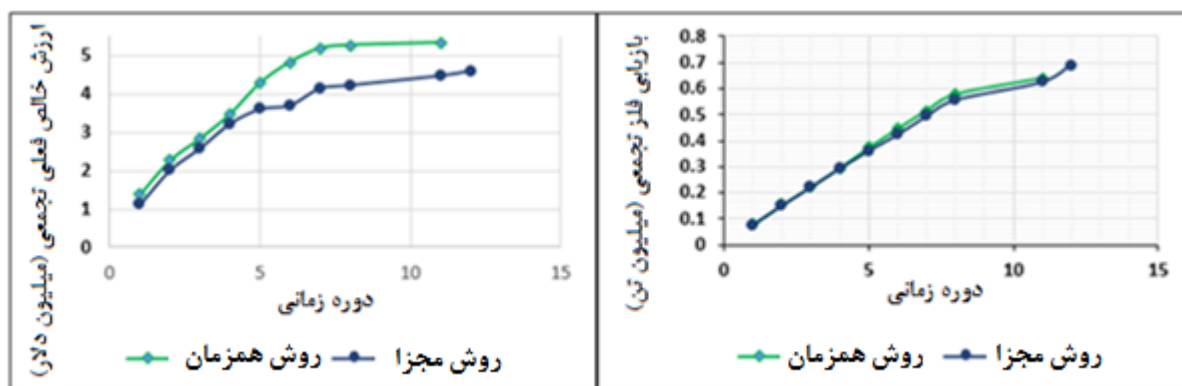 ارزش خالص فعلی تجمعی (میلیون دلار)
5
4
3
2
1
0
0 5 10 15
دوره زمانی
روش همزمان روش مجزا
بازیابی فلز تجمعی (میلیون تن)
0.8
0.7
0.6
0.5
0.4
0.3
0.2
0.1
0
0 5 10 15
دوره زمانی
روش همزمان روش مجزا